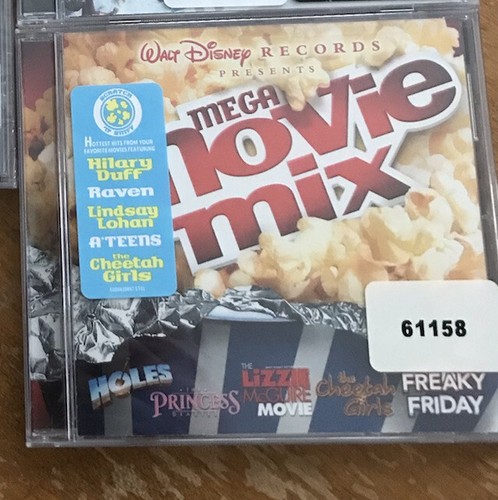 WALT DISNEY RECORDS
PRESENTS
MEGA
movie
mix
HOTTEST HITS FROM YOUR
FAVORITE MOVIES FEATURING
Hilary
Duff
Raven
Lindsay
Lohan
A*TEENS
the
Cheetah
Girls
61158
HOLES
PRINCESS
THE
LiZZiE
McGUIRE
MOVIE
the
Cheetah
Girls
FREAKY
FRIDAY